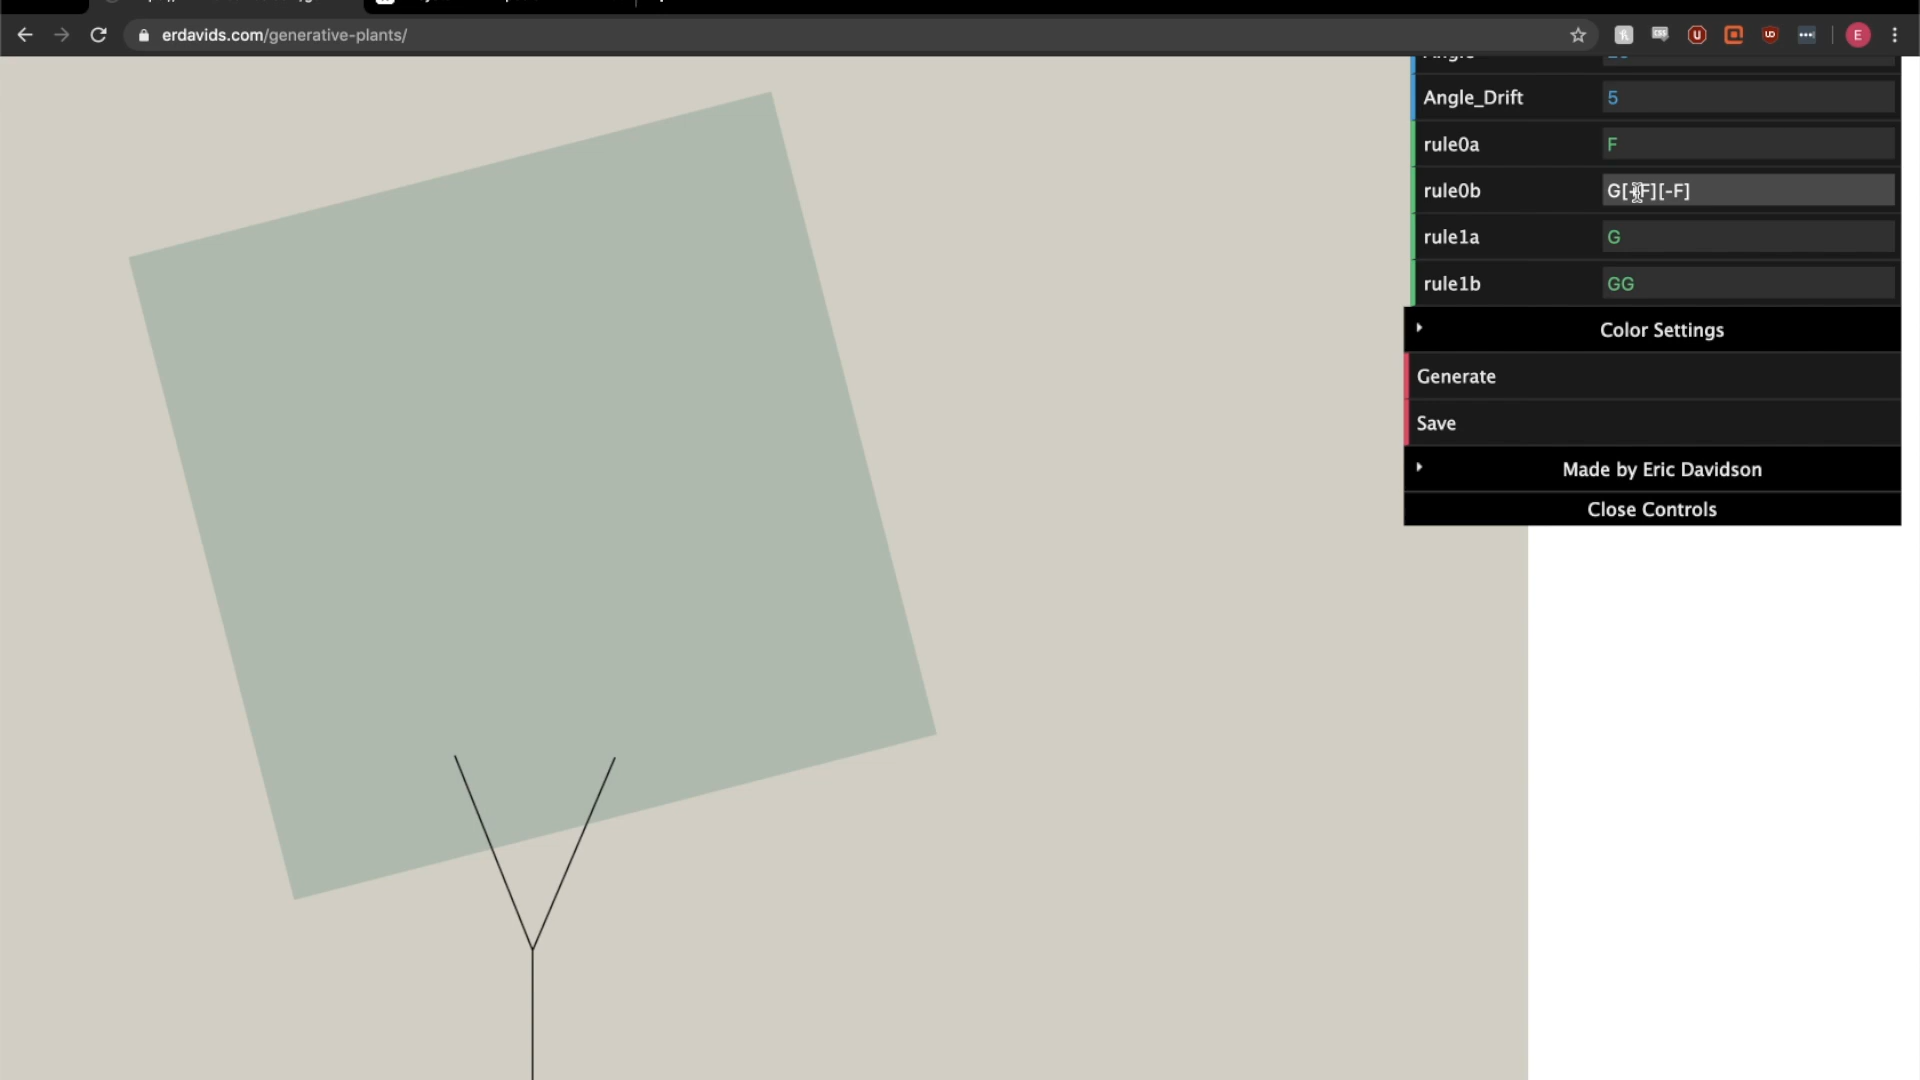 erdavids.com/generative-plants/
E
Angle
Angle_Drift 5
rule0a F
rule0b G[+F][-F]
rule1a G
rule1b GG
Color Settings
Generate
Save
Made by Eric Davidson
Close Controls